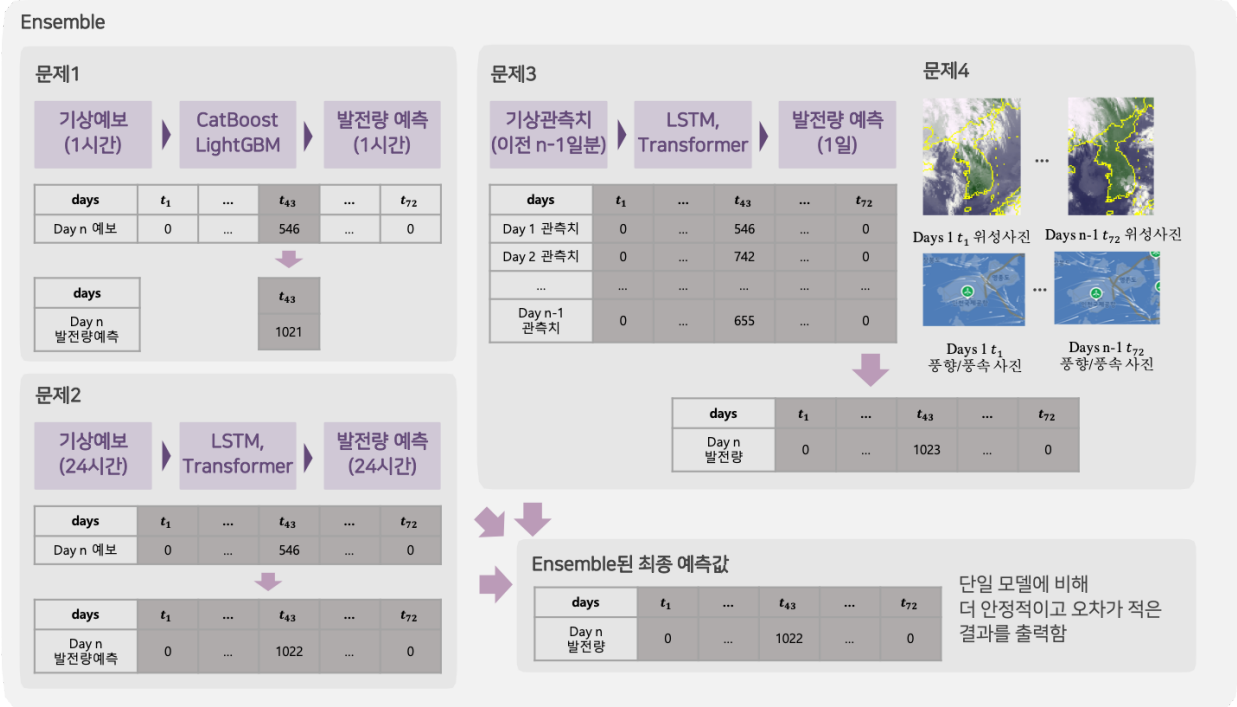 Ensemble
문제1
기상예보
(1시간)
CatBoost
LightGBM
발전량 예측
(1시간)
days t₁ ... t₄₃ ... t₇₂
Day n 예보 0 ... 546 ... 0
days t₄₃
Day n
발전량예측
1021
문제2
기상예보
(24시간)
LSTM,
Transformer
발전량 예측
(24시간)
days t₁ ... t₄₃ ... t₇₂
Day n 예보 0 ... 546 ... 0
days t₁ ... t₄₃ ... t₇₂
Day n
발전량예측
0 ... 1022 ... 0
문제3
기상관측치
(이전 n-1일분)
LSTM,
Transformer
발전량 예측
(1일)
days t₁ ... t₄₃ ... t₇₂
Day 1 관측치 0 ... 546 ... 0
Day 2 관측치 0 ... 742 ... 0
... ... ... ... ... ...
Day n-1
관측치
0 ... 655 ... 0
문제4
...
Days 1 t₁ 위성사진
Days n-1 t₇₂ 위성사진
...
Days 1 t₁
풍향/풍속 사진
Days n-1 t₇₂
풍향/풍속 사진
days t₁ ... t₄₃ ... t₇₂
Day n
발전량
0 ... 1023 ... 0
Ensemble된 최종 예측값
days t₁ ... t₄₃ ... t₇₂
Day n
발전량
0 ... 1022 ... 0
단일 모델에 비해
더 안정적이고 오차가 적은
결과를 출력함